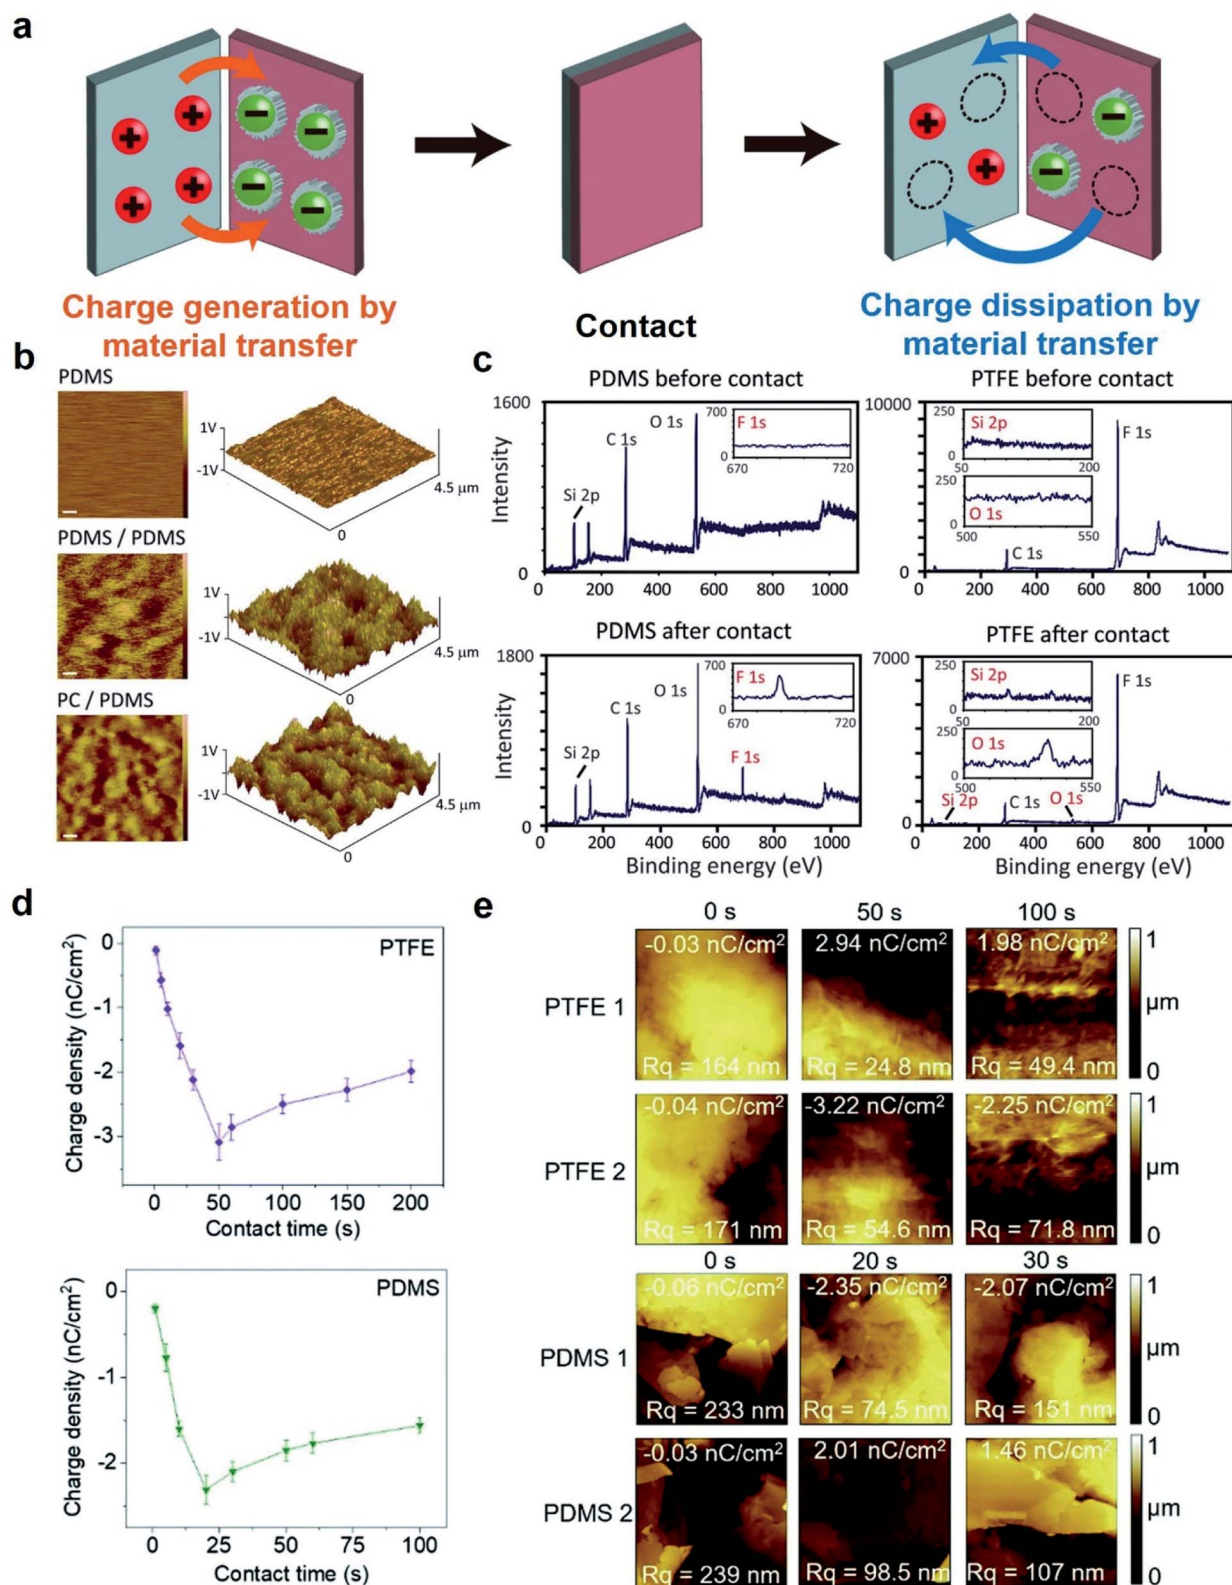 a
+
+
+
+
−
−
−
−
+
+
−
−
Charge generation by
material transfer
Contact
Charge dissipation by
material transfer
b
PDMS
1V
-1V
4.5 µm
0
PDMS / PDMS
1V
-1V
4.5 µm
0
PC / PDMS
1V
-1V
4.5 µm
0
c
PDMS before contact
1600
Intensity
0
Si 2p
C 1s
O 1s
700
F 1s
0
670
720
0
200
400
600
800
1000
PTFE before contact
10000
0
250
Si 2p
0
50
200
250
O 1s
0
500
550
C 1s
F 1s
0
200
400
600
800
1000
PDMS after contact
1800
Intensity
0
Si 2p
C 1s
O 1s
700
F 1s
0
670
720
F 1s
0
200
400
600
800
1000
Binding energy (eV)
PTFE after contact
7000
0
250
Si 2p
0
50
200
250
O 1s
0
500
550
Si 2p
C 1s
O 1s
F 1s
0
200
400
600
800
1000
Binding energy (eV)
d
PTFE
Charge density (nC/cm²)
0
-1
-2
-3
0
50
100
150
200
Contact time (s)
PDMS
Charge density (nC/cm²)
0
-1
-2
0
25
50
75
100
Contact time (s)
e
0 s
50 s
100 s
PTFE 1
-0.03 nC/cm²
Rq = 164 nm
2.94 nC/cm²
Rq = 24.8 nm
1.98 nC/cm²
Rq = 49.4 nm
1
µm
0
PTFE 2
-0.04 nC/cm²
Rq = 171 nm
-3.22 nC/cm²
Rq = 54.6 nm
-2.25 nC/cm²
Rq = 71.8 nm
1
µm
0
0 s
20 s
30 s
PDMS 1
-0.06 nC/cm²
Rq = 233 nm
-2.35 nC/cm²
Rq = 74.5 nm
-2.07 nC/cm²
Rq = 151 nm
1
µm
0
PDMS 2
-0.03 nC/cm²
Rq = 239 nm
2.01 nC/cm²
Rq = 98.5 nm
1.46 nC/cm²
Rq = 107 nm
1
µm
0